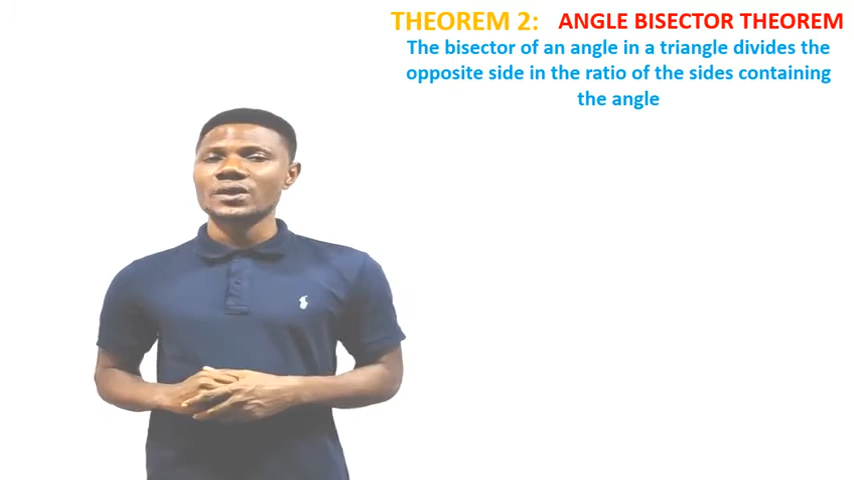 THEOREM 2: ANGLE BISECTOR THEOREM
The bisector of an angle in a triangle divides the
opposite side in the ratio of the sides containing
the angle